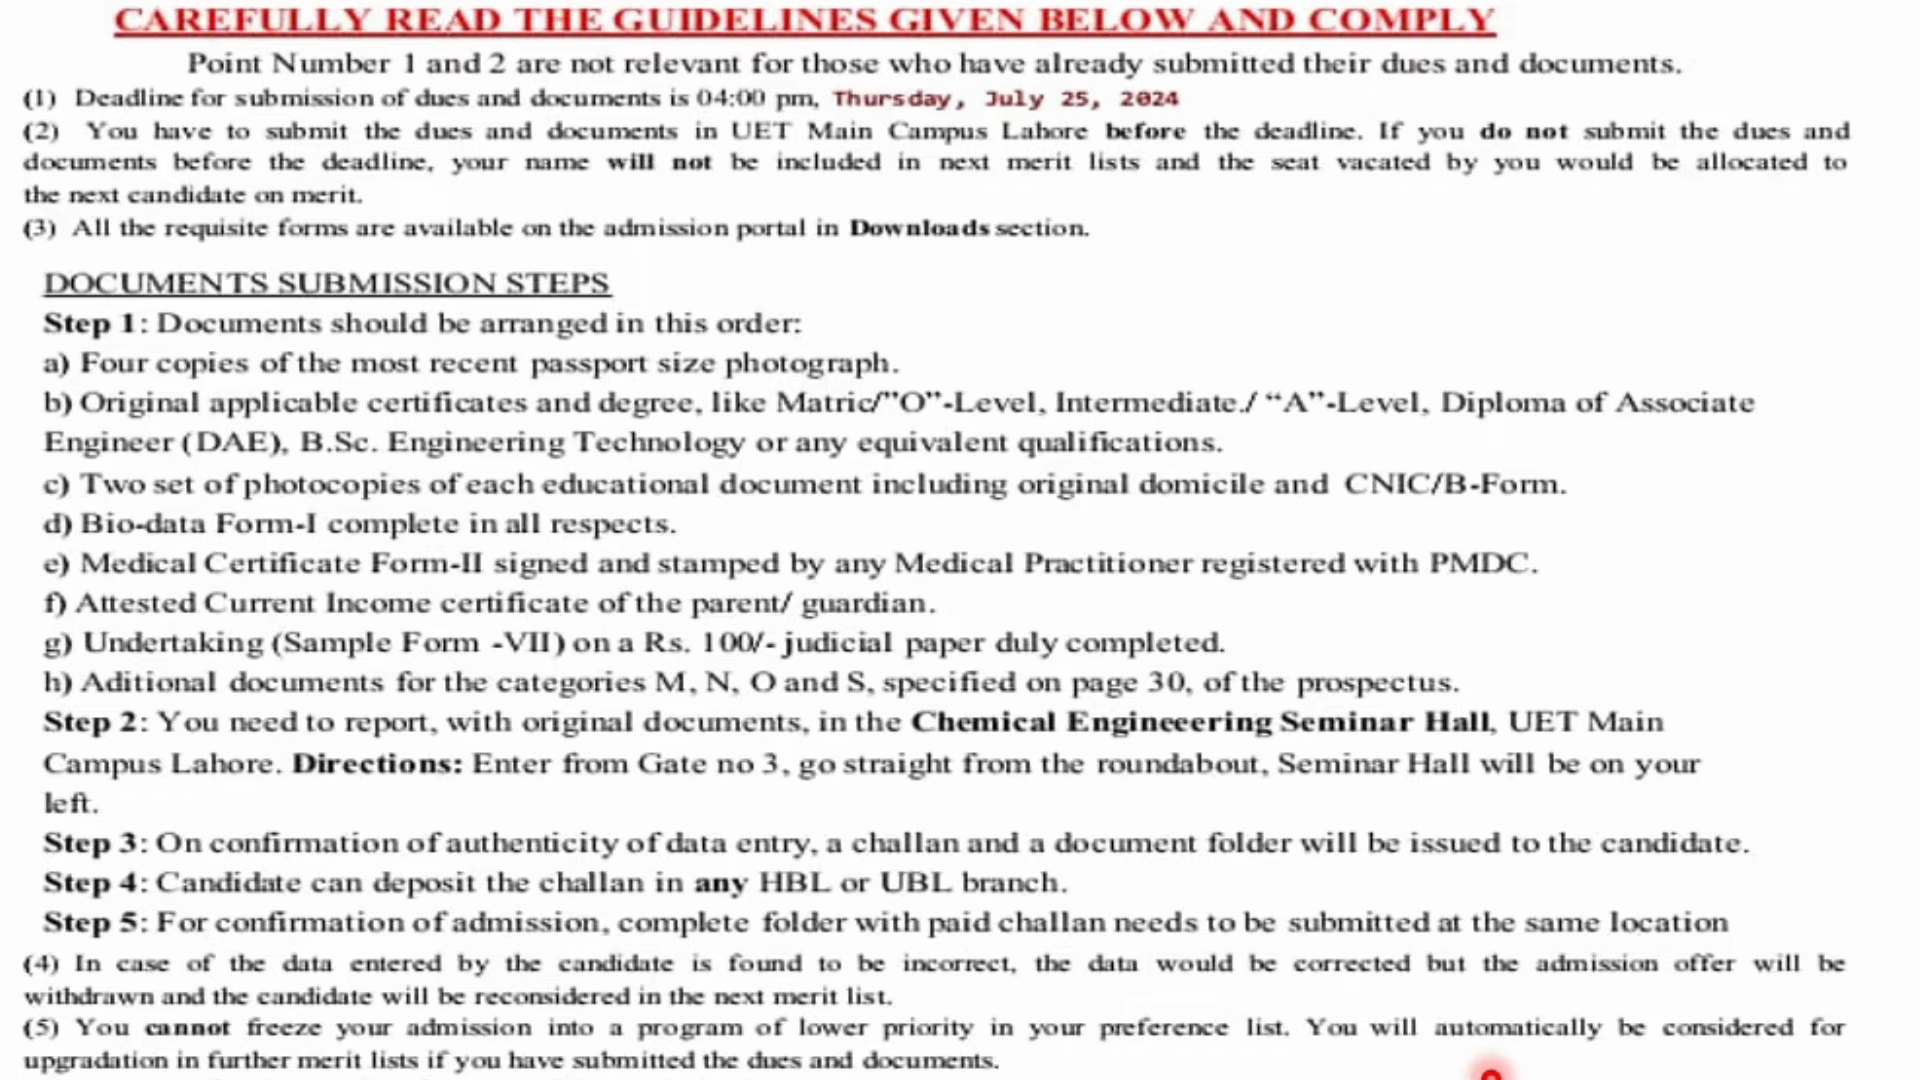 CAREFULLY READ THE GUIDELINES GIVEN BELOW AND COMPLY
Point Number 1 and 2 are not relevant for those who have already submitted their dues and documents.
(1) Deadline for submission of dues and documents is 04:00 pm, Thursday, July 25, 2024
(2) You have to submit the dues and documents in UET Main Campus Lahore before the deadline. If you do not submit the dues and
documents before the deadline, your name will not be included in next merit lists and the seat vacated by you would be allocated to
the next candidate on merit.
(3) All the requisite forms are available on the admission portal in Downloads section.
DOCUMENTS SUBMISSION STEPS
Step 1: Documents should be arranged in this order:
a) Four copies of the most recent passport size photograph.
b) Original applicable certificates and degree, like Matric/"O"-Level, Intermediate./ “A”-Level, Diploma of Associate
Engineer (DAE), B.Sc. Engineering Technology or any equivalent qualifications.
c) Two set of photocopies of each educational document including original domicile and CNIC/B-Form.
d) Bio-data Form-I complete in all respects.
e) Medical Certificate Form-II signed and stamped by any Medical Practitioner registered with PMDC.
f) Attested Current Income certificate of the parent/ guardian.
g) Undertaking (Sample Form -VII) on a Rs. 100/- judicial paper duly completed.
h) Aditional documents for the categories M, N, O and S, specified on page 30, of the prospectus.
Step 2: You need to report, with original documents, in the Chemical Engineeering Seminar Hall, UET Main
Campus Lahore. Directions: Enter from Gate no 3, go straight from the roundabout, Seminar Hall will be on your
left.
Step 3: On confirmation of authenticity of data entry, a challan and a document folder will be issued to the candidate.
Step 4: Candidate can deposit the challan in any HBL or UBL branch.
Step 5: For confirmation of admission, complete folder with paid challan needs to be submitted at the same location
(4) In case of the data entered by the candidate is found to be incorrect, the data would be corrected but the admission offer will be
withdrawn and the candidate will be reconsidered in the next merit list.
(5) You cannot freeze your admission into a program of lower priority in your preference list. You will automatically be considered for
upgradation in further merit lists if you have submitted the dues and documents.